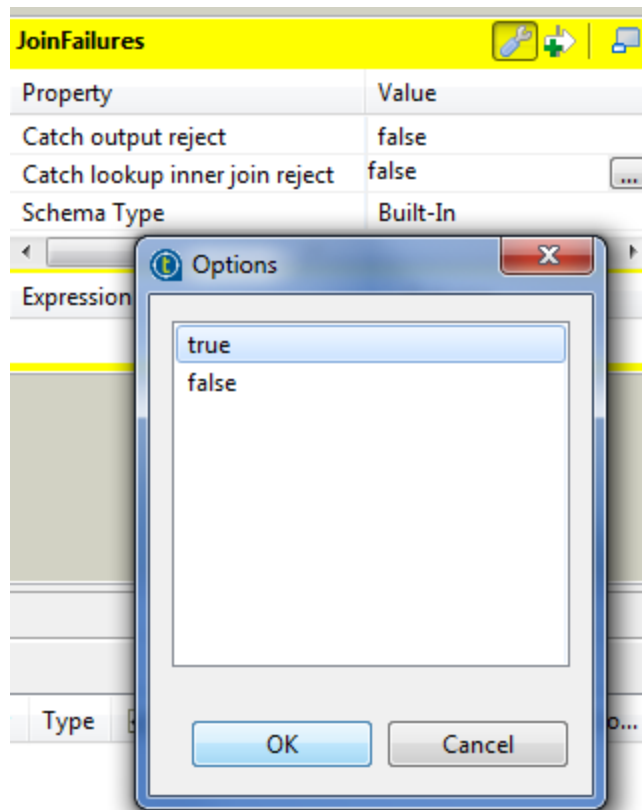 JoinFailures
Property Value
Catch output reject false
Catch lookup inner join reject false ...
Schema Type Built-In
Options
Expression
true
false
OK Cancel
Type o...